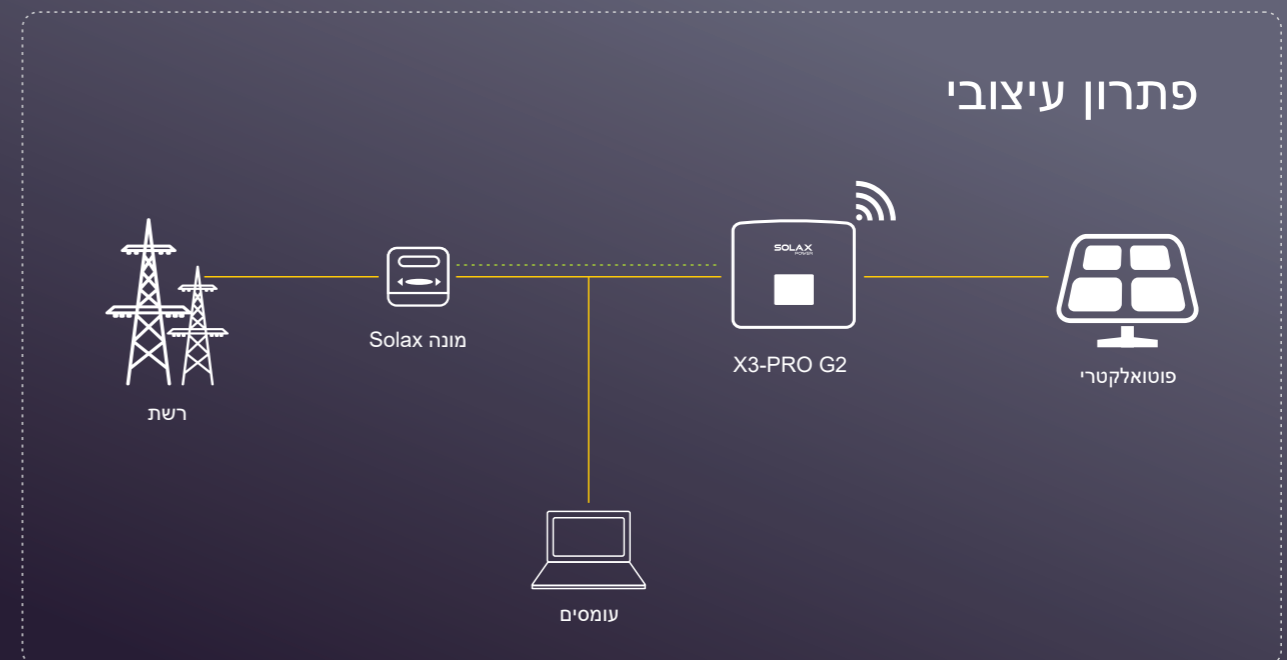 פתרון עיצובי
SOLAX
POWER
מונה Solax
X3-PRO G2
פוטואלקטרי
רשת
עומסים